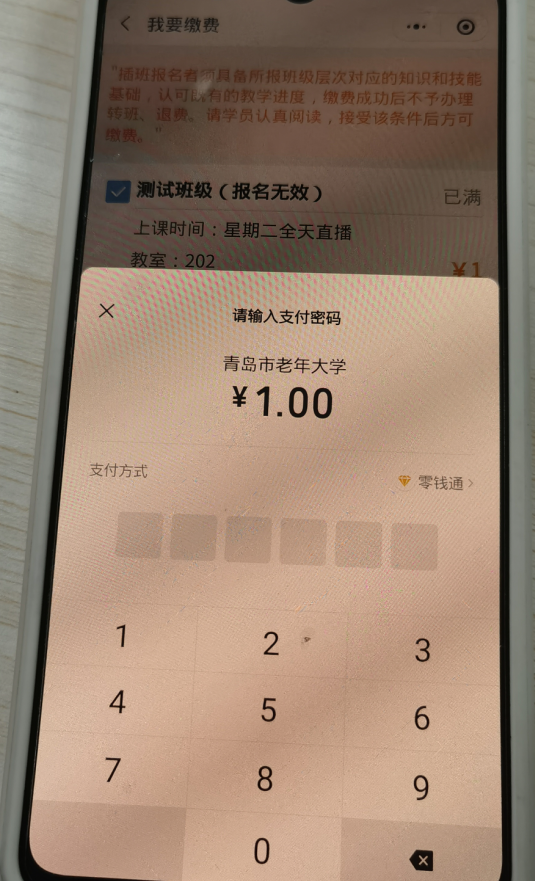 我要缴费
“插班报名者须具备所报班级层次对应的知识和技能
基础，认可既有的教学进度，缴费成功后不予办理
转班、退费。请学员认真阅读，接受该条件后方可
缴费。”
测试班级（报名无效） 已满
上课时间：星期二全天直播
教室：202 ￥1
请输入支付密码
青岛市老年大学
￥1.00
支付方式 零钱通
1 2 3
4 5 6
7 8 9
0